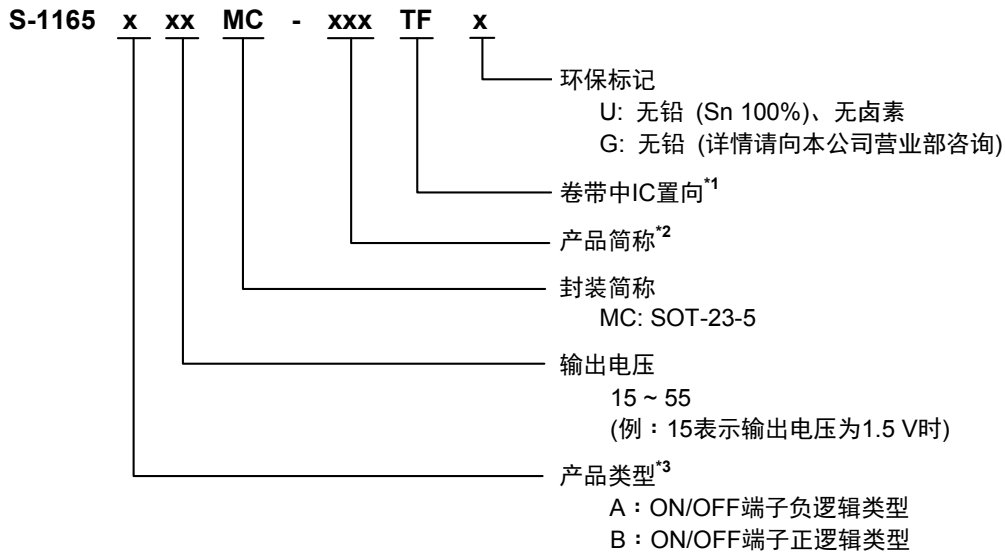 S-1165 x xx MC - xxx TF x
环保标记
U: 无铅 (Sn 100%)、无卤素
G: 无铅 (详情请向本公司营业部咨询)
卷带中IC置向*1
产品简称*2
封装简称
MC: SOT-23-5
输出电压
15 ~ 55
(例：15表示输出电压为1.5 V时)
产品类型*3
A：ON/OFF端子负逻辑类型
B：ON/OFF端子正逻辑类型